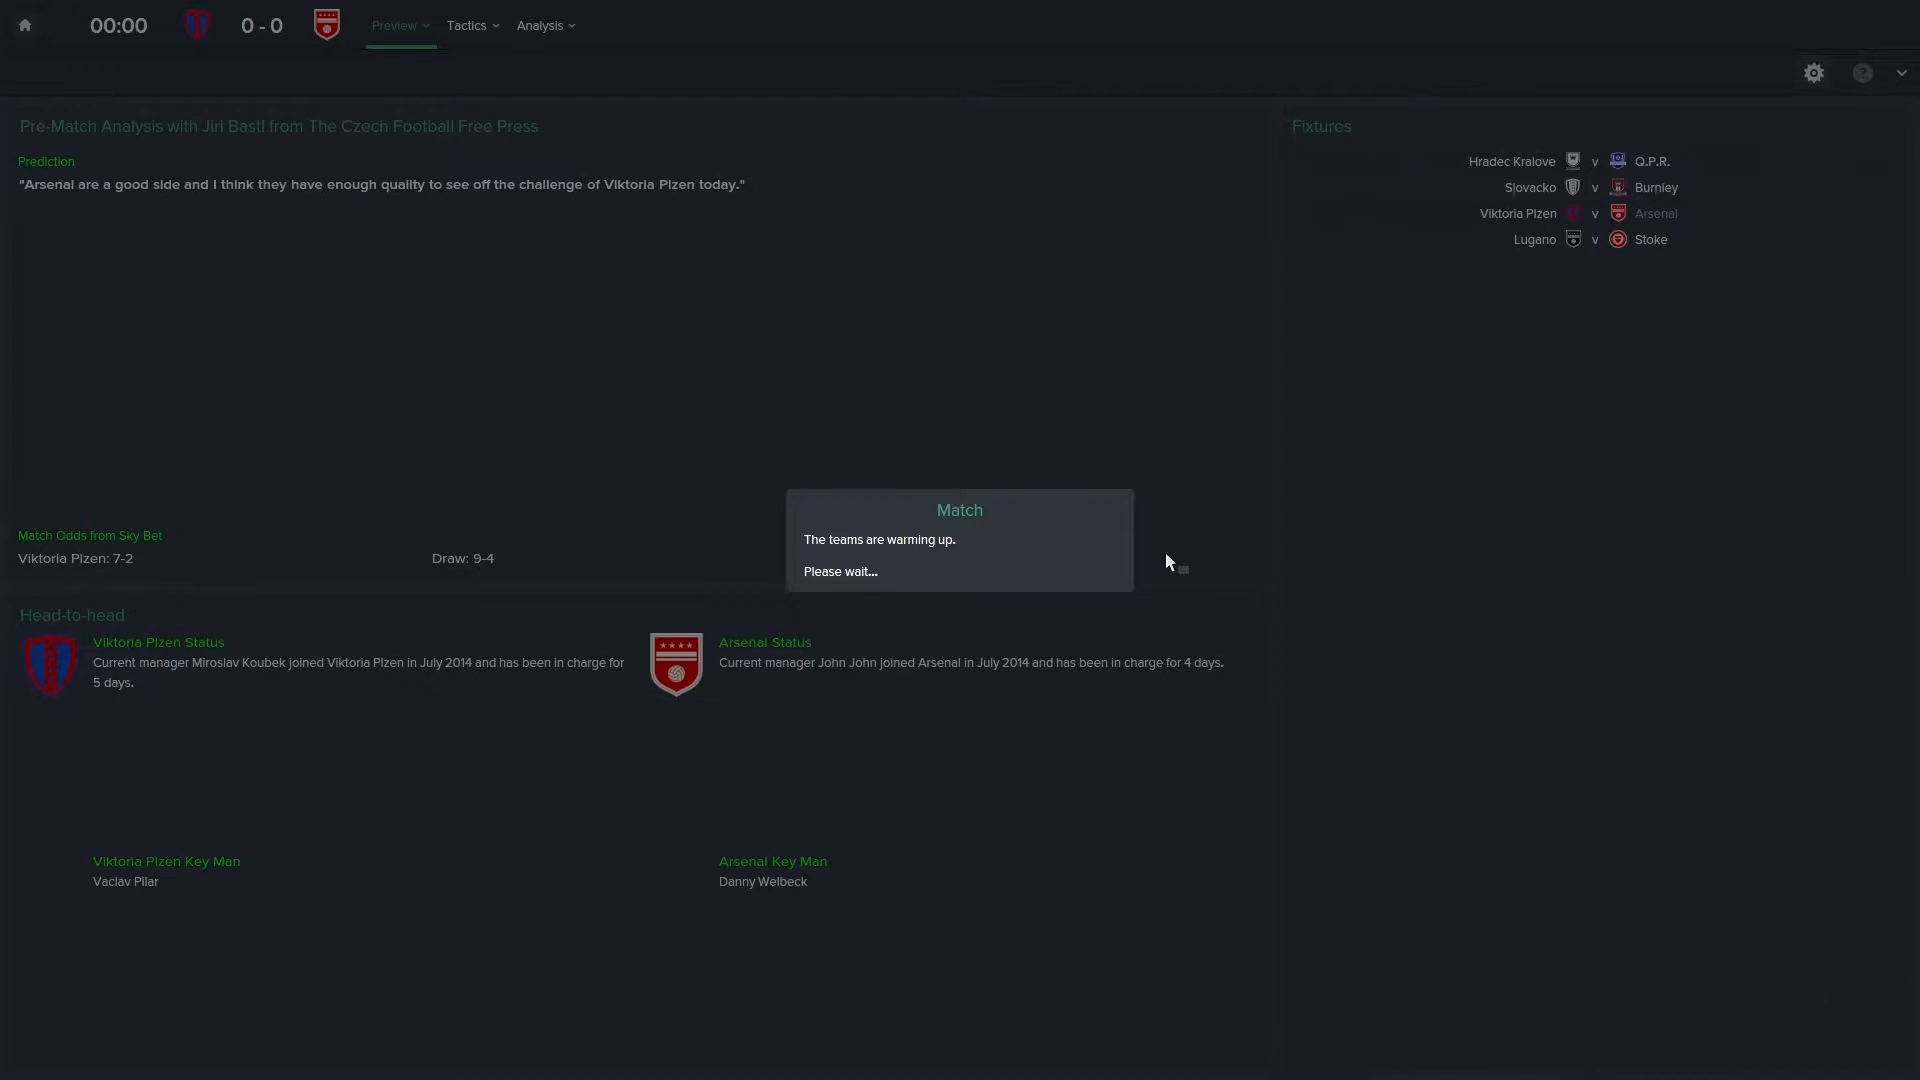 00:00
0 - 0
Preview
Tactics
Analysis
?
Pre-Match Analysis with Jiri Bastl from The Czech Football Free Press
Prediction
"Arsenal are a good side and I think they have enough quality to see off the challenge of Viktoria Plzen today."
Match Odds from Sky Bet
Viktoria Plzen: 7-2
Draw: 9-4
Fixtures
Hradec Kralove v Q.P.R.
Slovacko v Burnley
Viktoria Plzen v Arsenal
Lugano v Stoke
Match
The teams are warming up.
Please wait...
Head-to-head
Viktoria Plzen Status
Current manager Miroslav Koubek joined Viktoria Plzen in July 2014 and has been in charge for
5 days.
Arsenal Status
Current manager John John joined Arsenal in July 2014 and has been in charge for 4 days.
Viktoria Plzen Key Man
Vaclav Pilar
Arsenal Key Man
Danny Welbeck